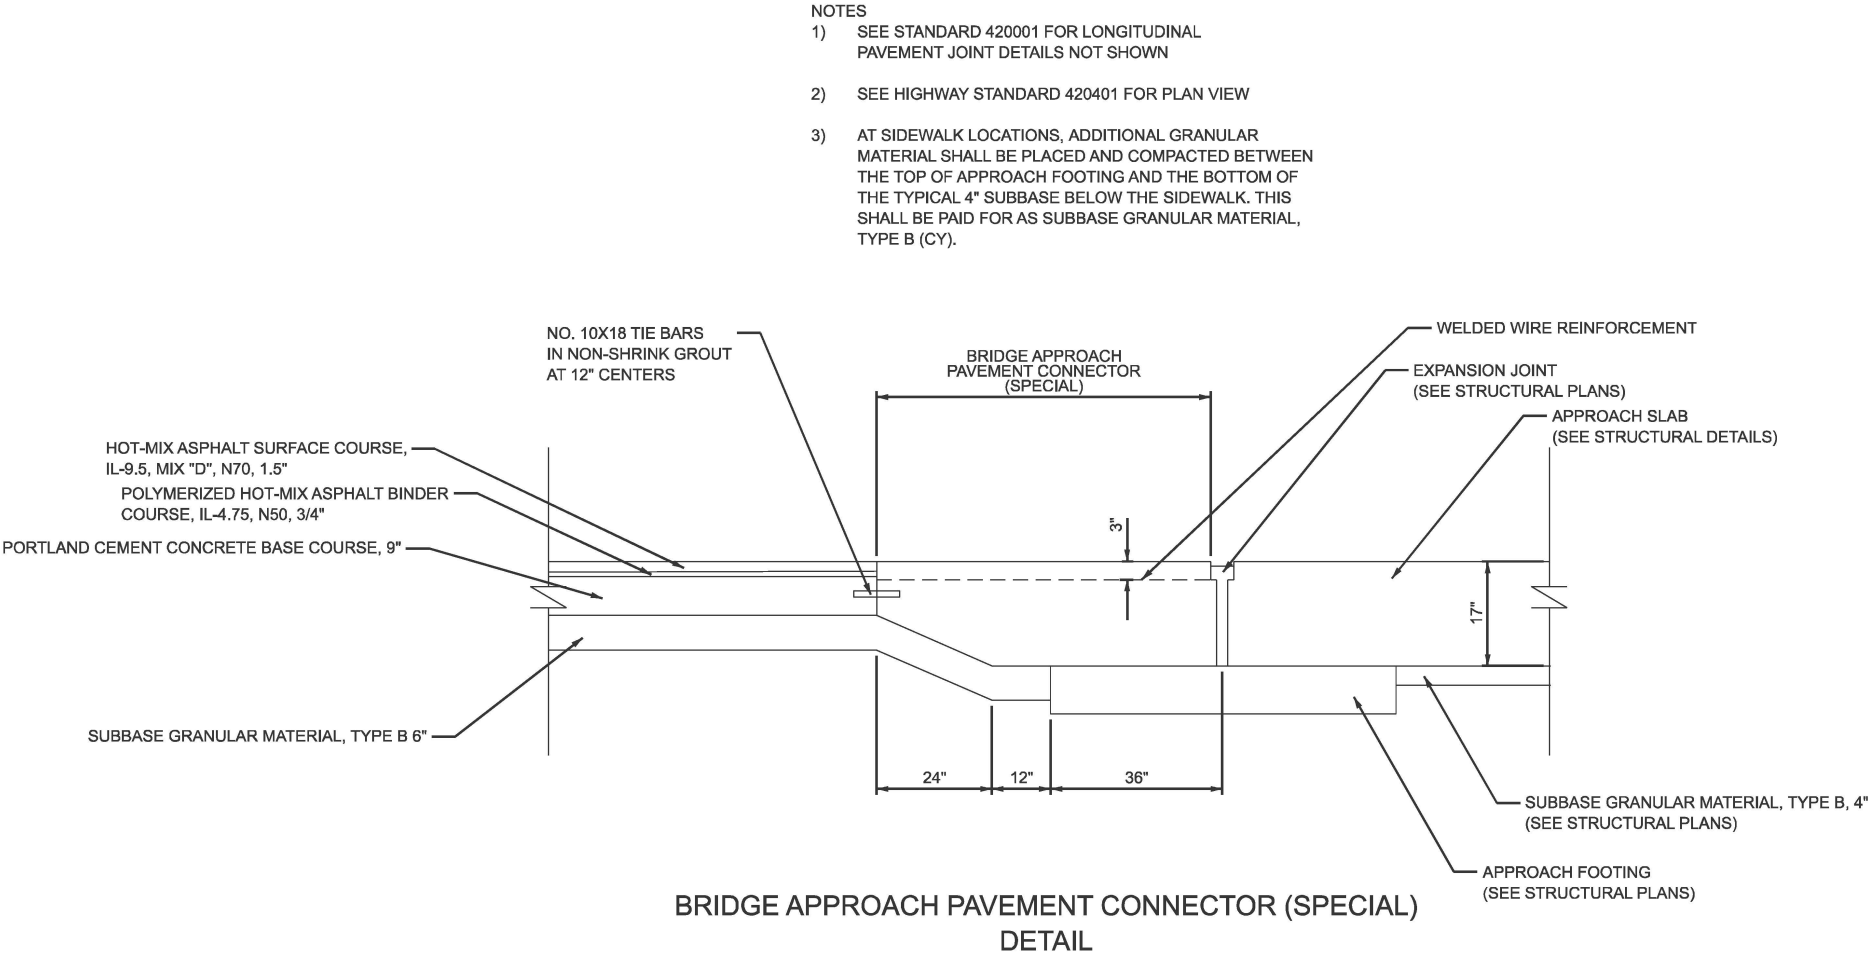 NOTES
1) SEE STANDARD 420001 FOR LONGITUDINAL
PAVEMENT JOINT DETAILS NOT SHOWN
2) SEE HIGHWAY STANDARD 420401 FOR PLAN VIEW
3) AT SIDEWALK LOCATIONS, ADDITIONAL GRANULAR
MATERIAL SHALL BE PLACED AND COMPACTED BETWEEN
THE TOP OF APPROACH FOOTING AND THE BOTTOM OF
THE TYPICAL 4" SUBBASE BELOW THE SIDEWALK. THIS
SHALL BE PAID FOR AS SUBBASE GRANULAR MATERIAL,
TYPE B (CY).
NO. 10X18 TIE BARS
IN NON-SHRINK GROUT
AT 12" CENTERS
BRIDGE APPROACH
PAVEMENT CONNECTOR
(SPECIAL)
WELDED WIRE REINFORCEMENT
EXPANSION JOINT
(SEE STRUCTURAL PLANS)
APPROACH SLAB
(SEE STRUCTURAL DETAILS)
HOT-MIX ASPHALT SURFACE COURSE,
IL-9.5, MIX "D", N70, 1.5"
POLYMERIZED HOT-MIX ASPHALT BINDER
COURSE, IL-4.75, N50, 3/4"
PORTLAND CEMENT CONCRETE BASE COURSE, 9"
3"
17"
SUBBASE GRANULAR MATERIAL, TYPE B 6"
24"
12"
36"
SUBBASE GRANULAR MATERIAL, TYPE B, 4"
(SEE STRUCTURAL PLANS)
APPROACH FOOTING
(SEE STRUCTURAL PLANS)
BRIDGE APPROACH PAVEMENT CONNECTOR (SPECIAL)
DETAIL